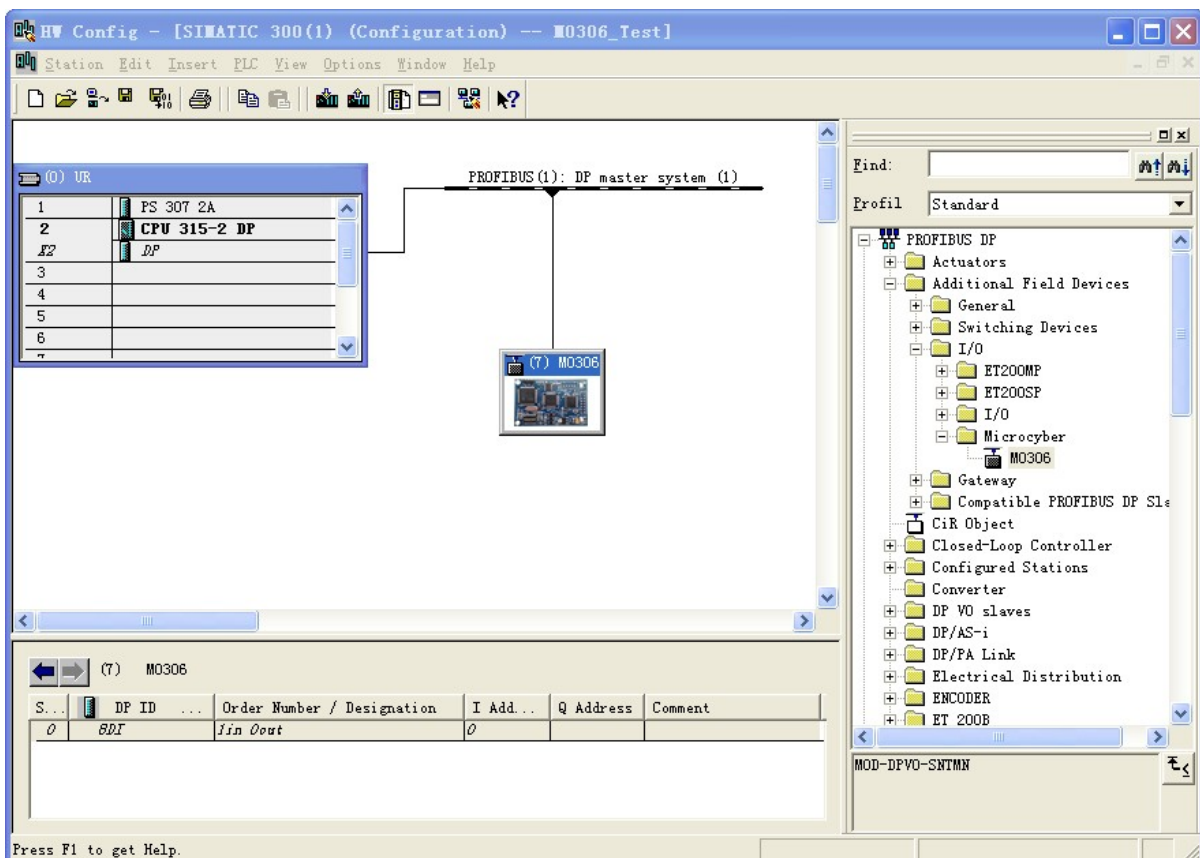 HW Config - [SIMATIC 300(1) (Configuration) -- M0306_Test]
Station Edit Insert PLC View Options Window Help
(0) UR
1 PS 307 2A
2 CPU 315-2 DP
X2 DP
3
4
5
6
PROFIBUS(1): DP master system (1)
(7) M0306
Find:
Profil Standard
PROFIBUS DP
Actuators
Additional Field Devices
General
Switching Devices
I/O
ET200MP
ET200SP
I/O
Microcyber
M0306
Gateway
Compatible PROFIBUS DP Sla
CiR Object
Closed-Loop Controller
Configured Stations
Converter
DP V0 slaves
DP/AS-i
DP/PA Link
Electrical Distribution
ENCODER
ET 200B
MOD-DPV0-SNTMN
(7) M0306
S... DP ID ... Order Number / Designation I Add... Q Address Comment
0 8DI 1in 0out 0
Press F1 to get Help.